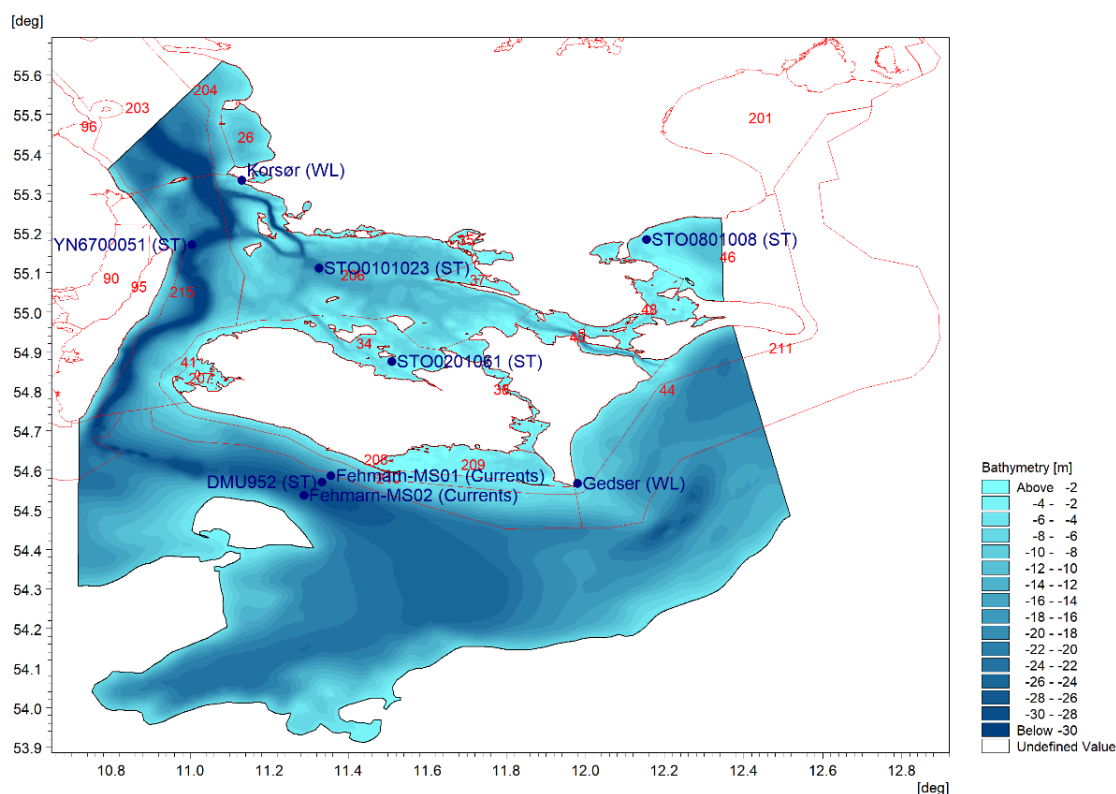 [deg]
55.6
55.5
55.4
55.3
55.2
55.1
55.0
54.9
54.8
54.7
54.6
54.5
54.4
54.3
54.2
54.1
54.0
53.9
203
204
96
26
201
Korsør (WL)
YN6700051 (ST)
35
STO0801008 (ST)
46
90
95
215
STO0101023 (ST)
206
37
48
34
45
211
41
207
STO0201061 (ST)
38
44
208
209
Fehmarn-MS01 (Currents)
DMU952 (ST)
Gedser (WL)
Fehmarn-MS02 (Currents)
10.8
11.0
11.2
11.4
11.6
11.8
12.0
12.2
12.4
12.6
12.8
[deg]
Bathymetry [m]
Above -2
-4 - -2
-6 - -4
-8 - -6
-10 - -8
-12 - -10
-14 - -12
-16 - -14
-18 - -16
-20 - -18
-22 - -20
-24 - -22
-26 - -24
-28 - -26
-30 - -28
Below -30
Undefined Value